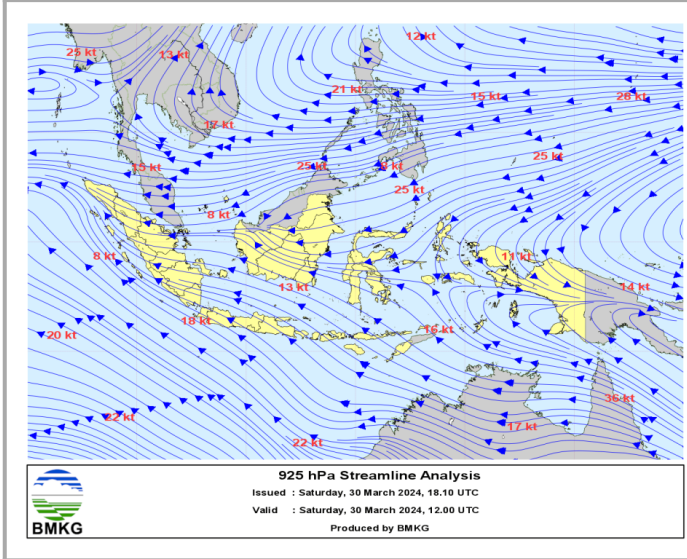 12 kt
25 kt
13 kt
21 kt
15 kt
28 kt
17 kt
25 kt
15 kt
25 kt
25 kt
8 kt
8 kt
11 kt
13 kt
14 kt
18 kt
16 kt
20 kt
36 kt
22 kt
17 kt
22 kt
925 hPa Streamline Analysis
Issued : Saturday, 30 March 2024, 18.10 UTC
Valid : Saturday, 30 March 2024, 12.00 UTC
Produced by BMKG
BMKG